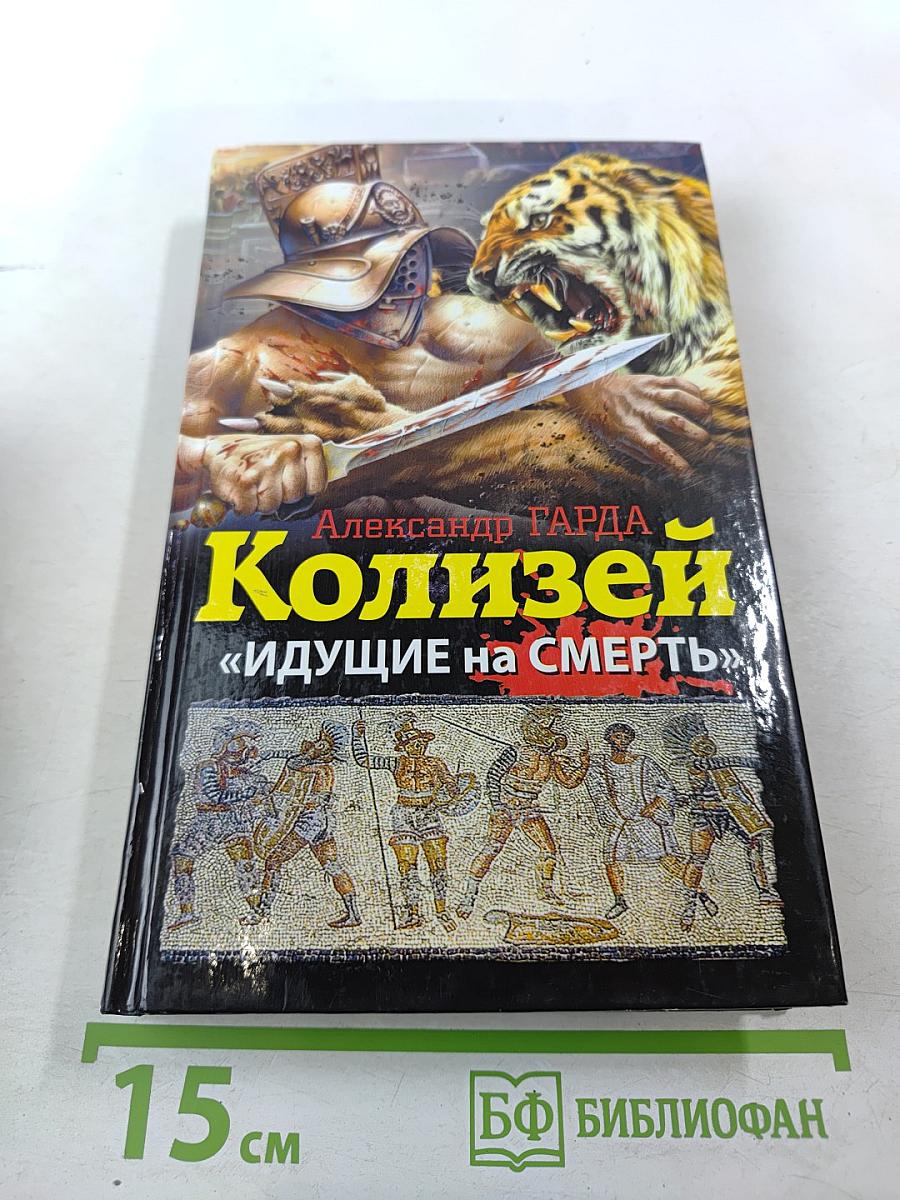 Александр ГАРДА
Колизей
«ИДУЩИЕ на СМЕРТЬ»
15 см
БФ БИБЛИОФАН